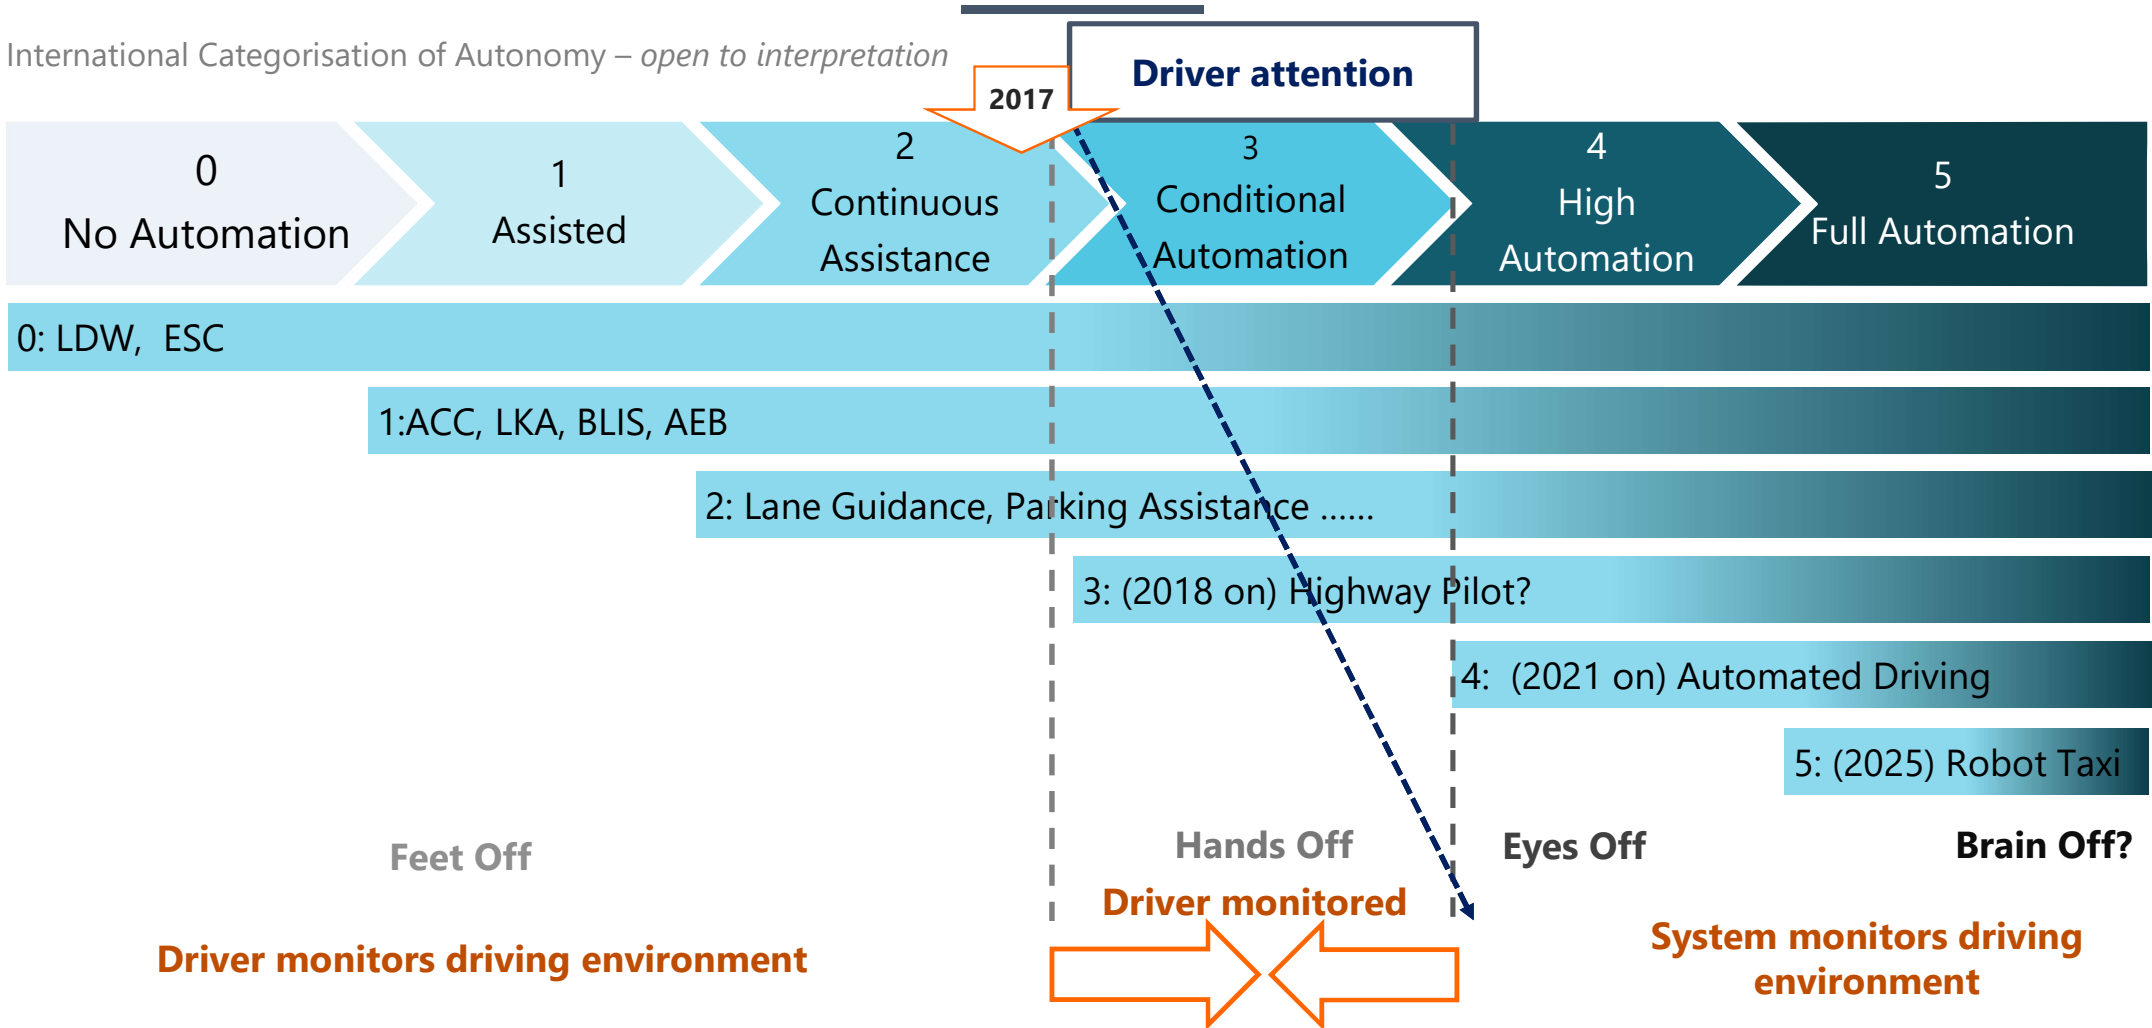 International Categorisation of Autonomy – open to interpretation
Driver attention
2017
0
No Automation
1
Assisted
2
Continuous
Assistance
3
Conditional
Automation
4
High
Automation
5
Full Automation
0: LDW, ESC
1:ACC, LKA, BLIS, AEB
2: Lane Guidance, Parking Assistance ......
3: (2018 on) Highway Pilot?
4: (2021 on) Automated Driving
5: (2025) Robot Taxi
Feet Off
Hands Off
Eyes Off
Brain Off?
Driver monitored
Driver monitors driving environment
System monitors driving
environment